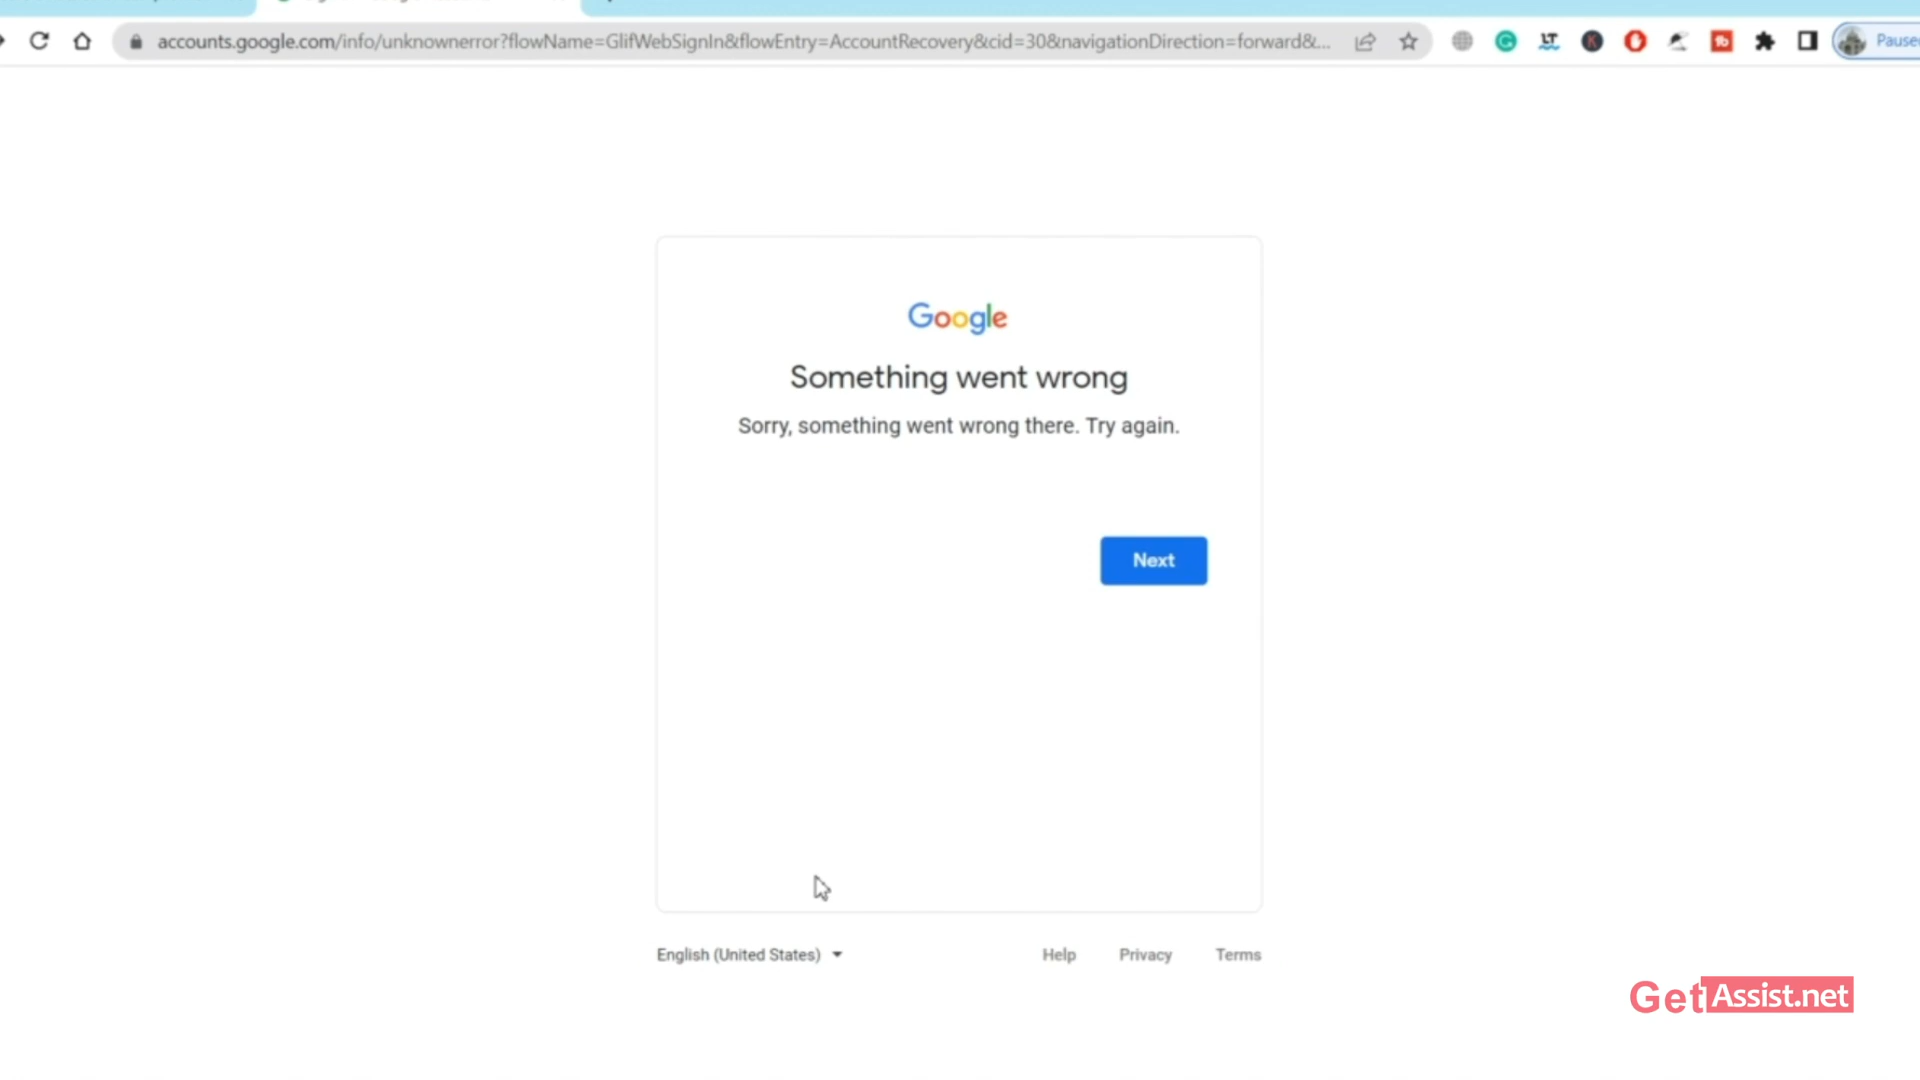 accounts.google.com/info/unknownerror?flowName=GlifWebSignIn&flowEntry=AccountRecovery&cid=30&navigationDirection=forward&...
Google
Something went wrong
Sorry, something went wrong there. Try again.
Next
English (United States)
Help Privacy Terms
GetAssist.net